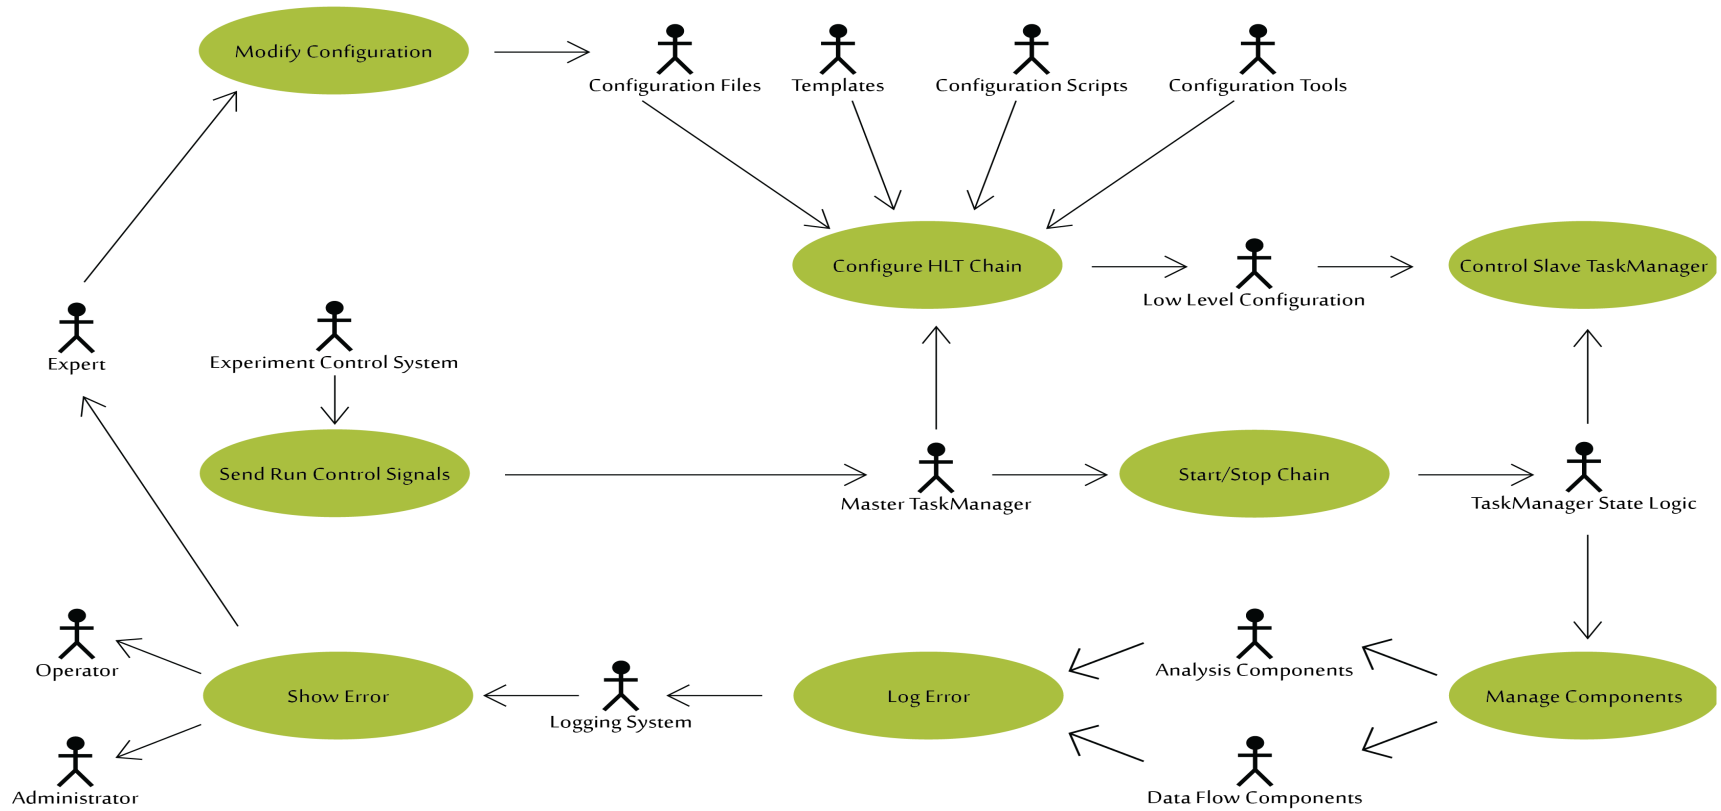 Modify Configuration
Configuration Files
Templates
Configuration Scripts
Configuration Tools
Configure HLT Chain
Low Level Configuration
Control Slave TaskManager
Expert
Experiment Control System
Send Run Control Signals
Master TaskManager
Start/Stop Chain
TaskManager State Logic
Operator
Show Error
Logging System
Log Error
Analysis Components
Manage Components
Administrator
Data Flow Components